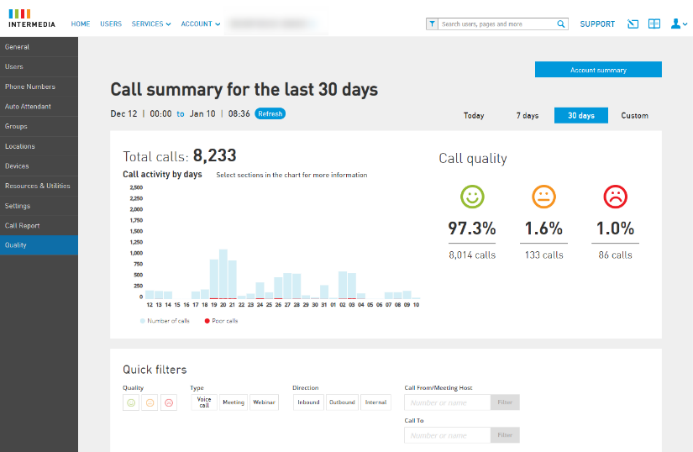 INTERMEDIA
HOME USERS SERVICES ACCOUNT
Search users, pages and more
SUPPORT
General
Users
Phone Numbers
Auto Attendant
Groups
Locations
Devices
Resources & Utilities
Settings
Call Report
Quality
Account summary
Call summary for the last 30 days
Dec 12 | 00:00 to Jan 10 | 08:36 Refresh
Today 7 days 30 days Custom
Total calls: 8,233
Call activity by days Select sections in the chart for more information
2,500
2,250
2,000
1,750
1,500
1,250
1,000
750
500
250
0
12 13 14 15 16 17 18 19 20 21 22 23 24 25 26 27 28 29 30 31 01 02 03 04 05 06 07 08 09 10
Number of calls Poor calls
Call quality
97.3% 1.6% 1.0%
8,014 calls 133 calls 86 calls
Quick filters
Quality Type Direction Call From/Meeting Host
Voice call Meeting Webinar Inbound Outbound Internal Number or name Filter
Call To
Number or name Filter